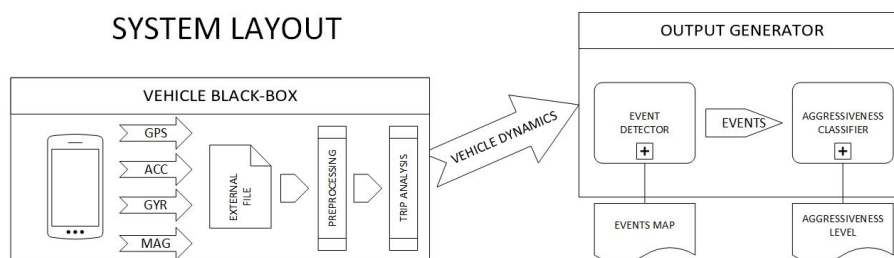 SYSTEM LAYOUT
OUTPUT GENERATOR
VEHICLE BLACK-BOX
GPS
ACC
GYR
MAG
EXTERNAL
FILE
PREPROCESSING
TRIP ANALYSIS
VEHICLE DYNAMICS
EVENT
DETECTOR
EVENTS
AGGRESSIVENESS
CLASSIFIER
EVENTS MAP
AGGRESSIVENESS
LEVEL